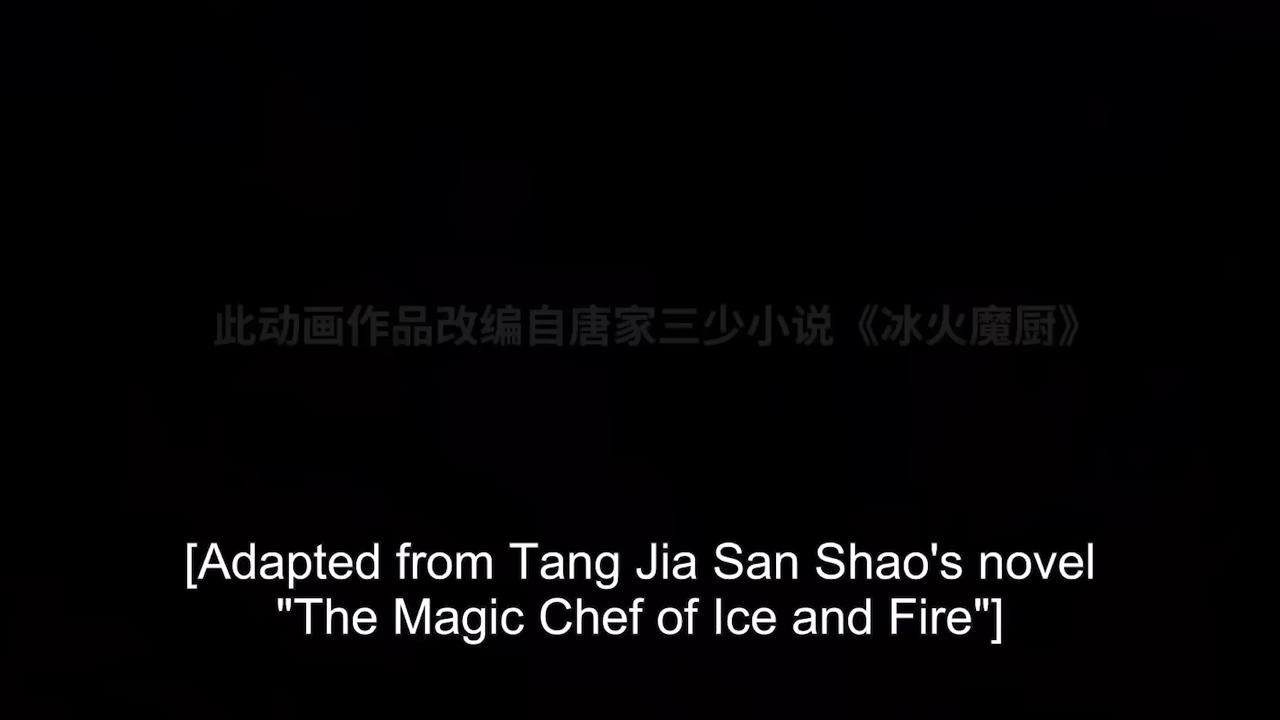 此动画作品改编自唐家三少小说《冰火魔厨》
[Adapted from Tang Jia San Shao's novel
"The Magic Chef of Ice and Fire"]